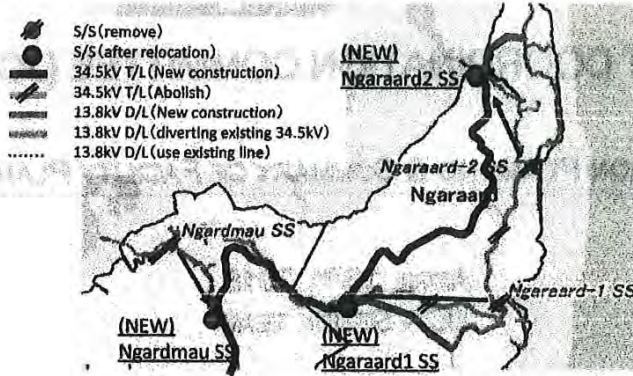 S/S(remove)
S/S(after relocation)
34.5kV T/L(New construction)
34.5kV T/L(Abolish)
13.8kV D/L(New construction)
13.8kV D/L(diverting existing 34.5kV)
13.8kV D/L(use existing line)
(NEW)
Ngaraard2 SS
Ngaraard-2 SS
Ngaraard
Ngardmau SS
Ngaraard-1 SS
(NEW)
Ngardmau SS
(NEW)
Ngaraard1 SS